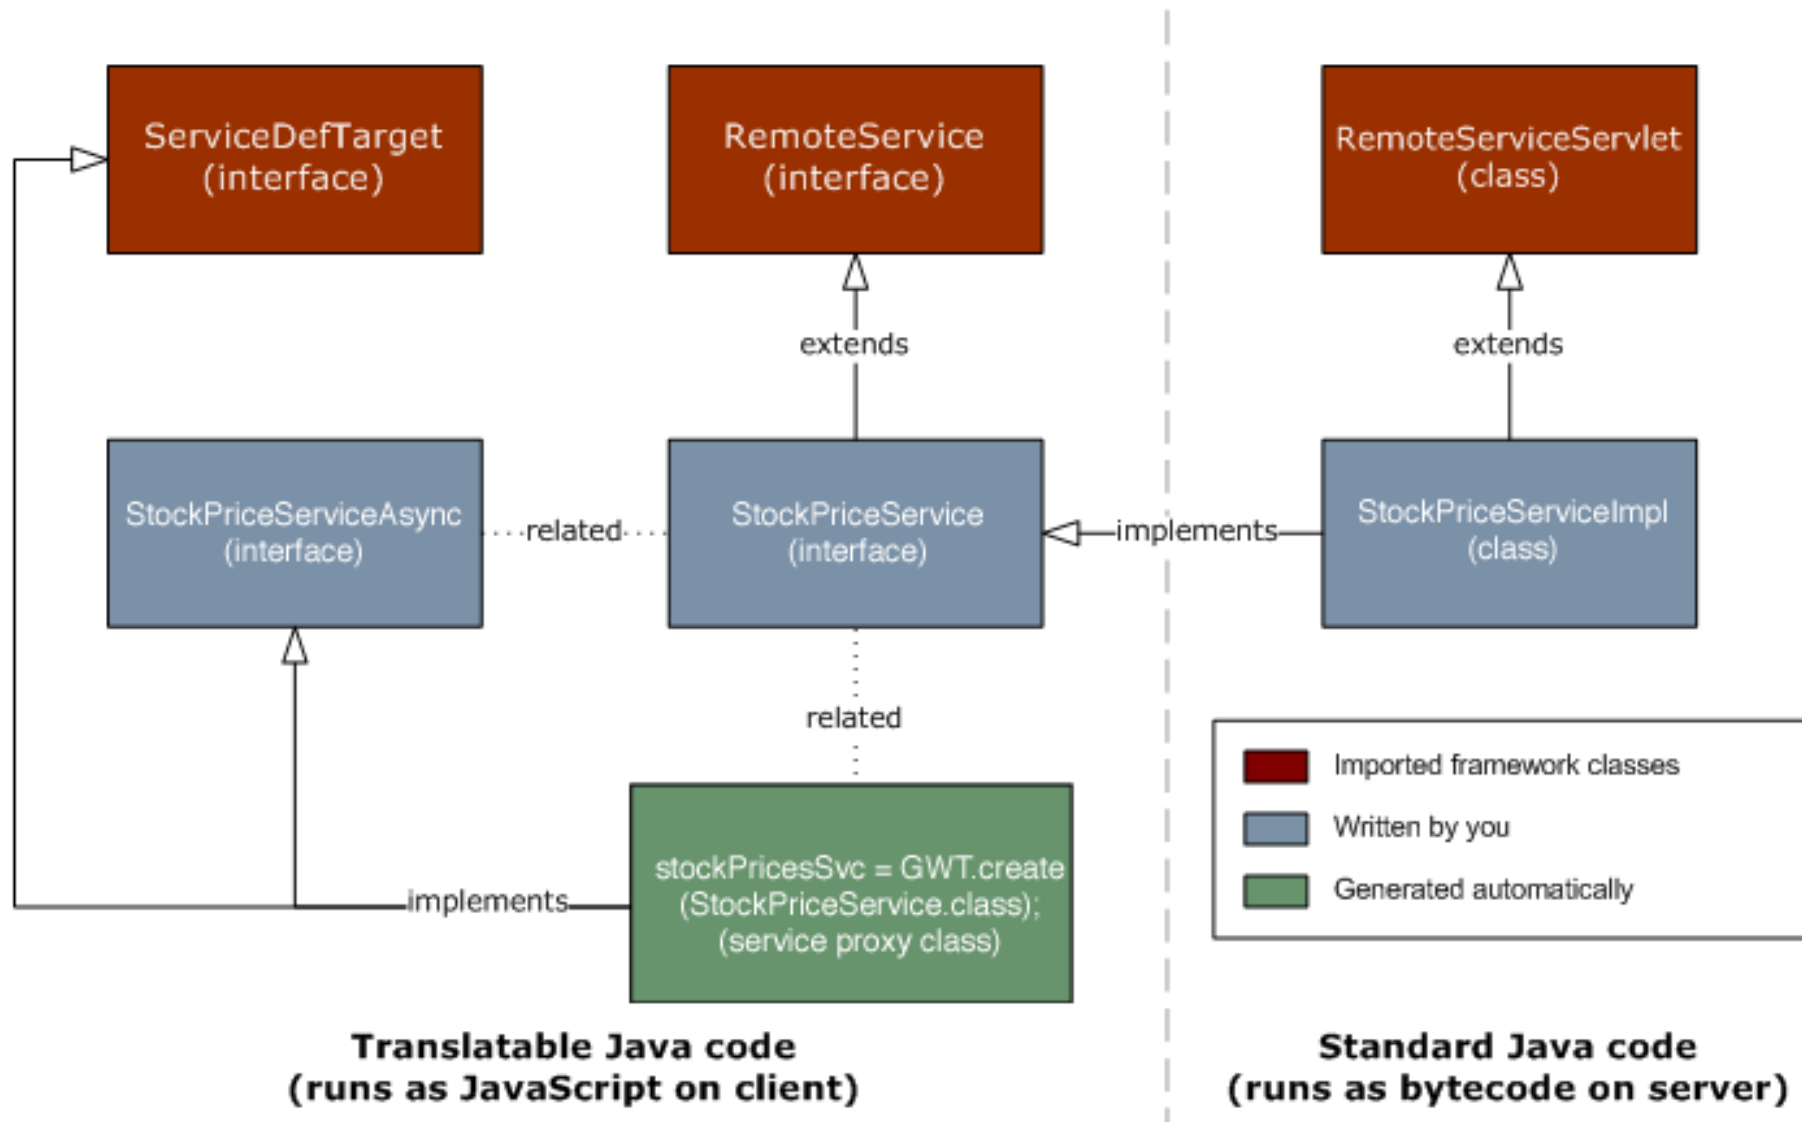 ServiceDefTarget
(interface)
RemoteService
(interface)
RemoteServiceServlet
(class)
extends
extends
StockPriceServiceAsync
(interface)
related
StockPriceService
(interface)
implements
StockPriceServiceImpl
(class)
related
Imported framework classes
Written by you
Generated automatically
implements
stockPricesSvc = GWT.create
(StockPriceService.class);
(service proxy class)
Translatable Java code
(runs as JavaScript on client)
Standard Java code
(runs as bytecode on server)